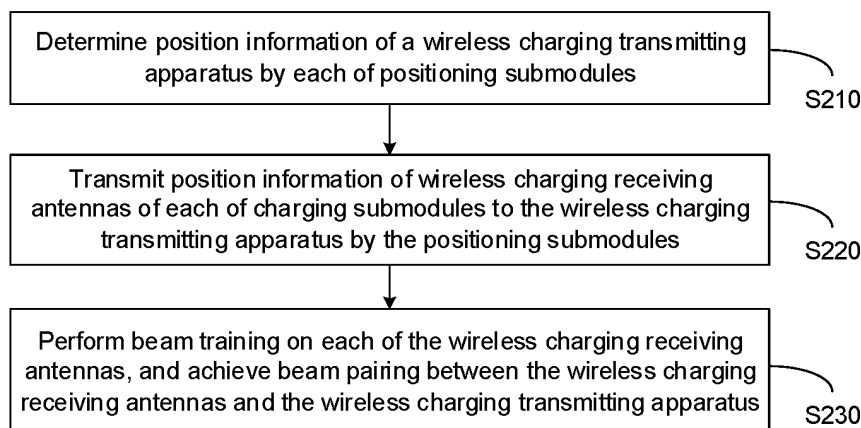 Determine position information of a wireless charging transmitting
apparatus by each of positioning submodules
S210
Transmit position information of wireless charging receiving
antennas of each of charging submodules to the wireless charging
transmitting apparatus by the positioning submodules
S220
Perform beam training on each of the wireless charging receiving
antennas, and achieve beam pairing between the wireless charging
receiving antennas and the wireless charging transmitting apparatus
S230